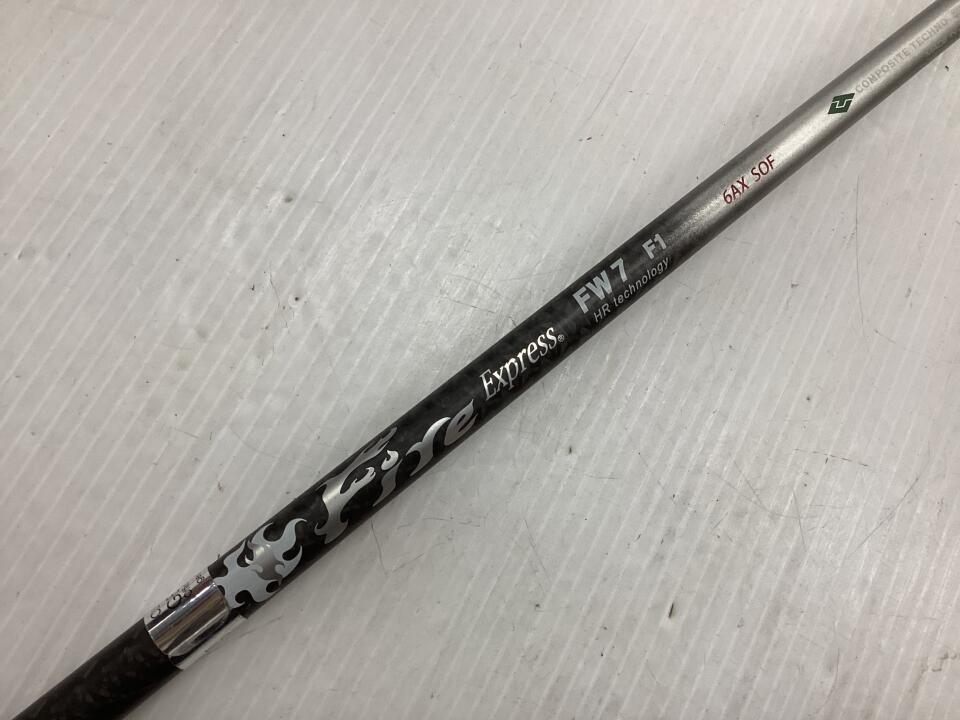 Fire Express®
FW7 F1
HR technology
6AX SOF
COMPOSITE TECHNO